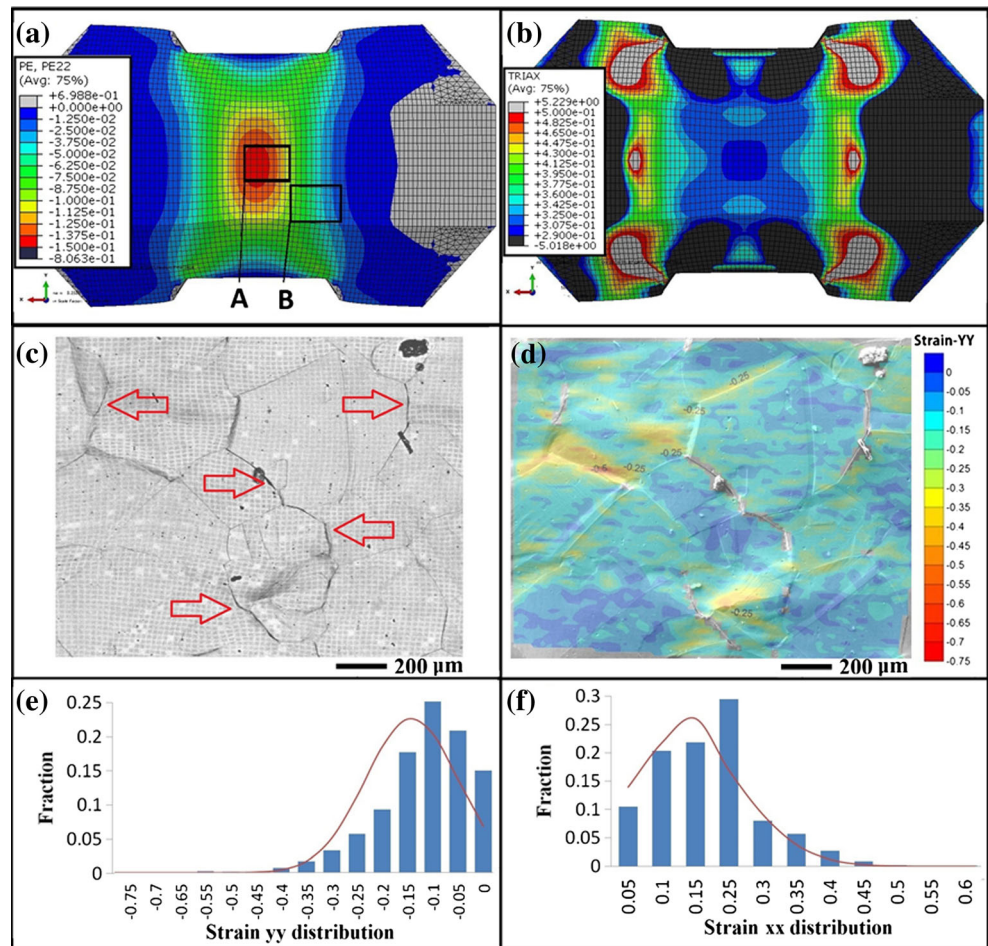 (a)
PE, PE22
(Avg: 75%)
+6.988e-01
+0.000e+00
-1.250e-02
-2.500e-02
-3.750e-02
-5.000e-02
-6.250e-02
-7.500e-02
-8.750e-02
-1.000e-01
-1.125e-01
-1.250e-01
-1.375e-01
-1.500e-01
-8.063e-01
A
B
Y
X
(b)
TRIAX
(Avg: 75%)
+5.229e+00
+5.000e-01
+4.825e-01
+4.650e-01
+4.475e-01
+4.300e-01
+4.125e-01
+3.950e-01
+3.775e-01
+3.600e-01
+3.425e-01
+3.250e-01
+3.075e-01
+2.900e-01
-5.018e+00
Y
X
(c)
200 µm
(d)
-0.25
-0.25
-0.25
-0.5
-0.25
-0.25
200 µm
Strain-YY
0
-0.05
-0.1
-0.15
-0.2
-0.25
-0.3
-0.35
-0.4
-0.45
-0.5
-0.55
-0.6
-0.65
-0.7
-0.75
(e)
Fraction
0.25
0.2
0.15
0.1
0.05
0
-0.75
-0.7
-0.65
-0.55
-0.45
-0.4
-0.35
-0.3
-0.25
-0.2
-0.15
-0.1
-0.05
0
Strain yy distribution
(f)
Fraction
0.3
0.25
0.2
0.15
0.1
0.05
0
0.05
0.1
0.15
0.25
0.3
0.35
0.4
0.45
0.5
0.55
0.6
Strain xx distribution